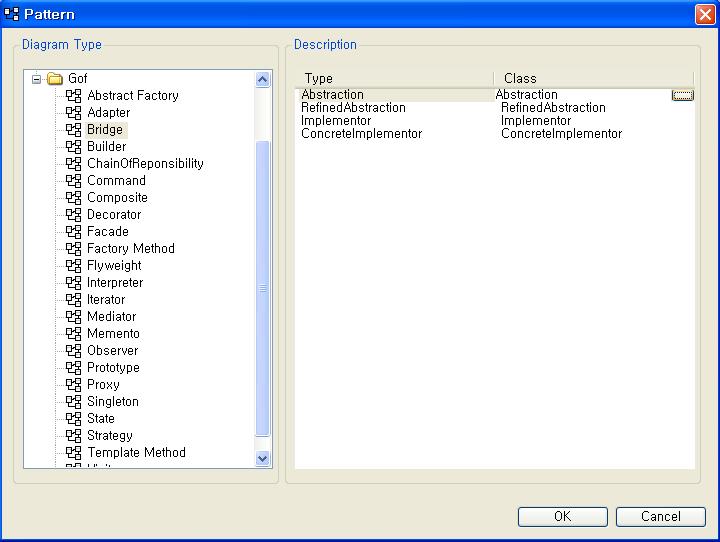 Pattern
Diagram Type
Gof
Abstract Factory
Adapter
Bridge
Builder
ChainOfReponsibility
Command
Composite
Decorator
Facade
Factory Method
Flyweight
Interpreter
Iterator
Mediator
Memento
Observer
Prototype
Proxy
Singleton
State
Strategy
Template Method
Description
Type Class
Abstraction Abstraction
RefinedAbstraction RefinedAbstraction
Implementor Implementor
ConcreteImplementor ConcreteImplementor
OK Cancel